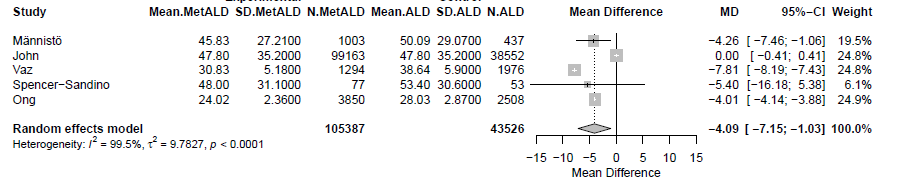 Experimental Control
Study Mean.MetALD SD.MetALD N.MetALD Mean.ALD SD.ALD N.ALD Mean Difference MD 95%−CI Weight
Männistö 45.83 27.2100 1003 50.09 29.0700 437 −4.26 [ −7.46; −1.06] 19.5%
John 47.80 35.2000 99163 47.80 35.2000 38552 0.00 [ −0.41; 0.41] 24.8%
Vaz 30.83 5.1800 1294 38.64 5.9000 1976 −7.81 [ −8.19; −7.43] 24.8%
Spencer−Sandino 48.00 31.1000 77 53.40 30.6000 53 −5.40 [−16.18; 5.38] 6.1%
Ong 24.02 2.3600 3850 28.03 2.8700 2508 −4.01 [ −4.14; −3.88] 24.9%
Random effects model 105387 43526 −4.09 [ −7.15; −1.03] 100.0%
Heterogeneity: I² = 99.5%, τ² = 9.7827, p < 0.0001
−15 −10 −5 0 5 10 15
Mean Difference